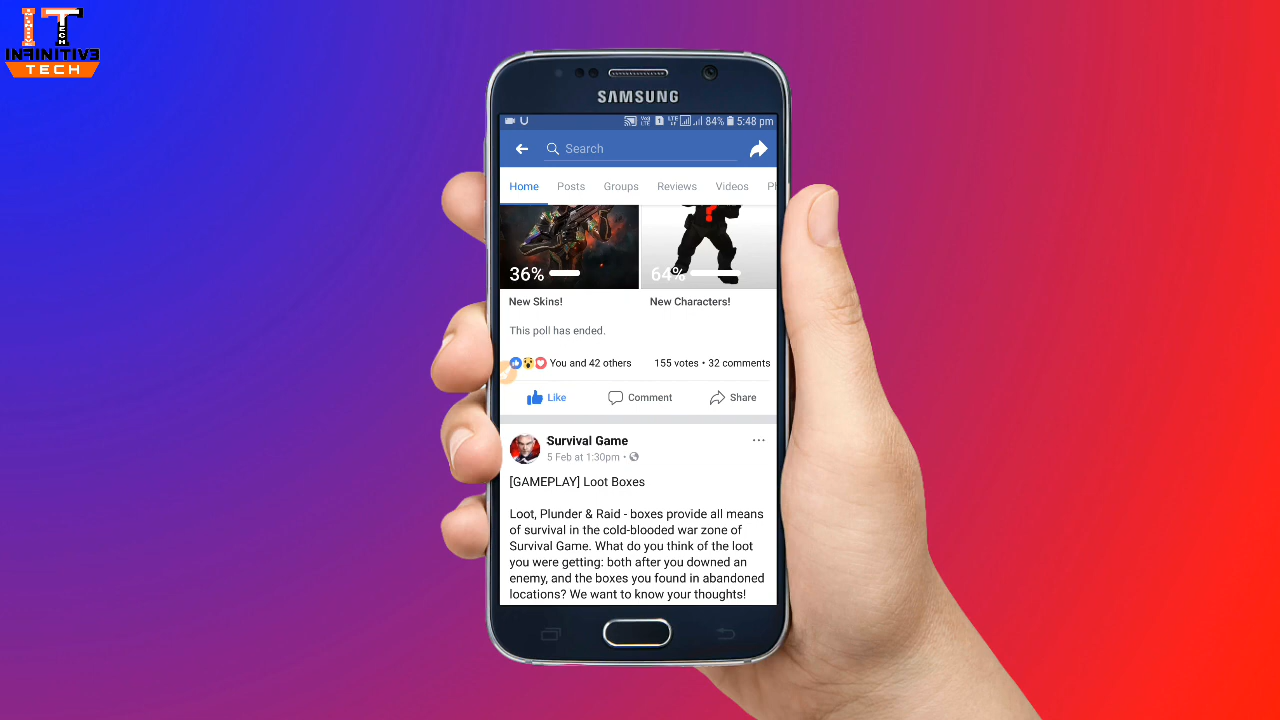 IT
TECH
INFINITIVE
TECH
SAMSUNG
84% 5:48 pm
Search
Home Posts Groups Reviews Videos Ph
36% 64%
New Skins! New Characters!
This poll has ended.
You and 42 others 155 votes • 32 comments
Like Comment Share
Survival Game
5 Feb at 1:30pm •
[GAMEPLAY] Loot Boxes
Loot, Plunder & Raid - boxes provide all means
of survival in the cold-blooded war zone of
Survival Game. What do you think of the loot
you were getting: both after you downed an
enemy, and the boxes you found in abandoned
locations? We want to know your thoughts!